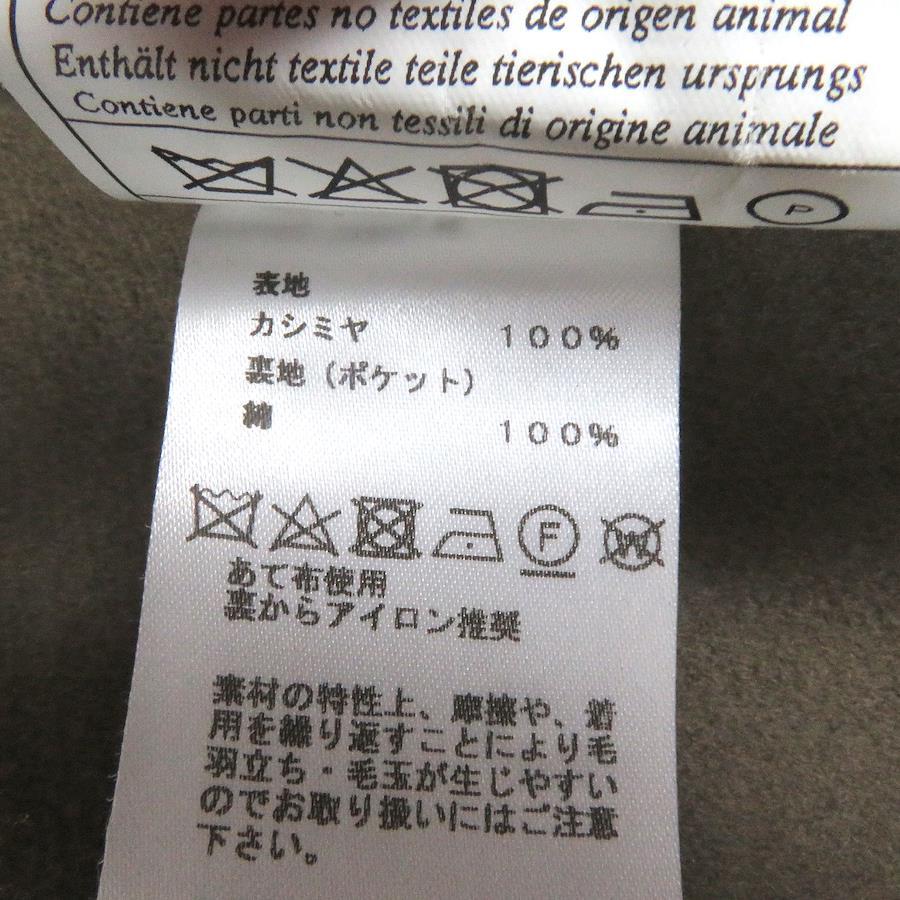 Contiene partes no textiles de origen animal
Enthält nicht textile teile tierischen ursprungs
Contiene parti non tessili di origine animale
P
表地
カシミヤ 100%
裏地（ポケット）
綿 100%
F W
あて布使用
裏からアイロン推奨
素材の特性上、摩擦や、着
用を繰り返すことにより毛
羽立ち・毛玉が生じやすい
のでお取り扱いにはご注意
下さい。